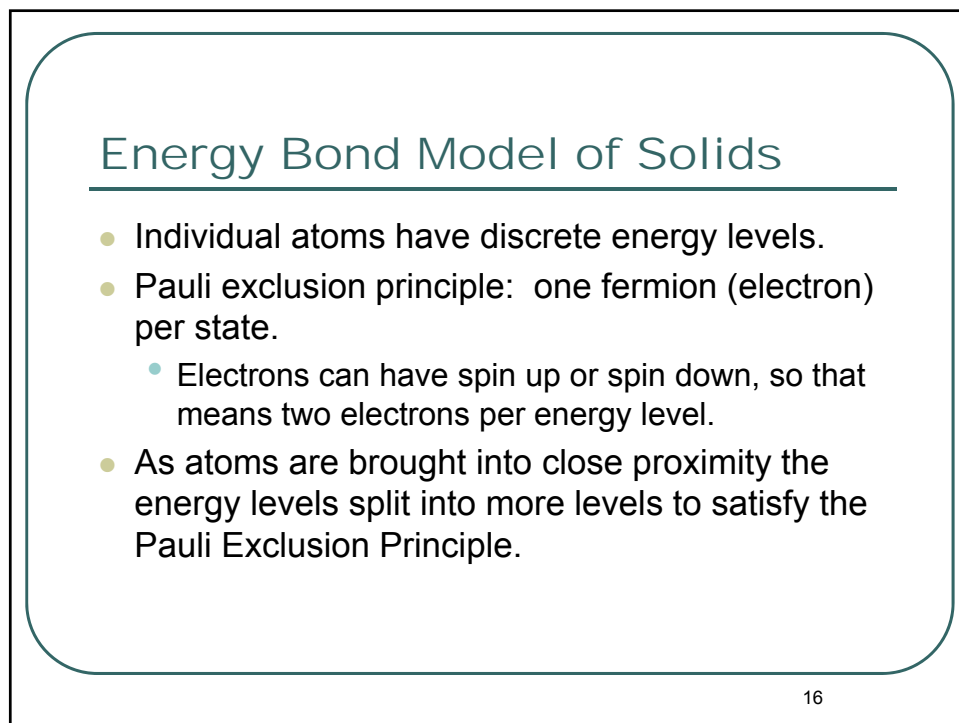 Energy Bond Model of Solids
Individual atoms have discrete energy levels.
Pauli exclusion principle:  one fermion (electron)
per state.
Electrons can have spin up or spin down, so that
means two electrons per energy level.
As atoms are brought into close proximity the
energy levels split into more levels to satisfy the
Pauli Exclusion Principle.
16